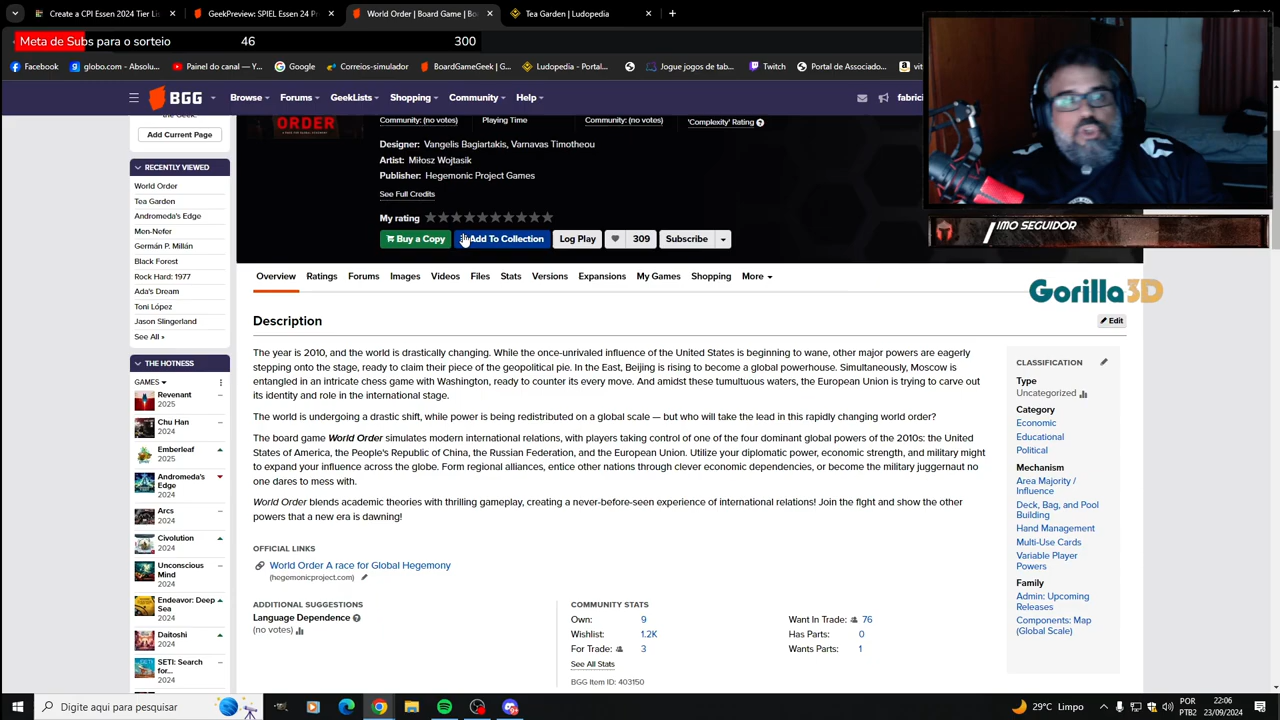 A Corte Ter Lis
GeekPreview: SPIEL Essen 24 P
World Order | Board Game | Bo
Tea Garden | Ludopedia
Meta de Subs para o sorteio 46 300
Facebook
globo.com - Absolu...
Painel do canal — Y...
Google
Correios-sistema
BoardGameGeek | G...
Ludopedia - Portal...
Jogue jogos de tab...
Twitch
Portal de Associado...
BGG
Browse
Forums
GeekLists
Shopping
Community
Help
fabrici
the Geek.
Add Current Page
RECENTLY VIEWED
World Order
Tea Garden
Andromeda's Edge
Men-Nefer
Germán P. Millán
Black Forest
Rock Hard: 1977
Ada's Dream
Toni López
Jason Slingerland
See All »
THE HOTNESS
GAMES
Revenant
2025
Chu Han
2024
Emberleaf
2025
Andromeda's
Edge
2024
Arcs
2024
Civolution
2024
Unconscious
Mind
2024
Endeavor: Deep
Sea
2024
Daitoshi
2024
SETI: Search
for...
2024
ORDER
Community: (no votes)
Playing Time
Community: (no votes)
'Complexity' Rating
Designer: Vangelis Bagiartakis, Varnavas Timotheou
Artist: Miłosz Wojtasik
Publisher: Hegemonic Project Games
See Full Credits
My rating
Buy a Copy
Add To Collection
Log Play
309
Subscribe
Overview
Ratings
Forums
Images
Videos
Files
Stats
Versions
Expansions
My Games
Shopping
More
IMO SEGUIDOR
Gorilla3D
Description
Edit
The year is 2010, and the world is drastically changing. While the once-unrivaled influence of the United States is beginning to wane, other major powers are eagerly
stepping onto the stage, ready to claim their piece of the geopolitical pie. In the East, Beijing is rising to become a global powerhouse. Simultaneously, Moscow is
entangled in an intricate chess game with Washington, ready to counter its every move. And amidst these tumultuous waters, the European Union is trying to carve out
its identity and role in the international stage.
The world is undergoing a drastic shift, while power is being redistributed on a global scale — but who will take the lead in this rapidly changing world order?
The board game World Order simulates modern international relations, with players taking control of one of the four dominant global powers of the 2010s: the United
States of America, the People's Republic of China, the Russian Federation, and the European Union. Utilize your diplomatic power, economic strength, and military might
to expand your influence across the globe. Form regional alliances, entice other nations through clever economic dependencies, or become the military juggernaut no
one dares to mess with.
World Order blends academic theories with thrilling gameplay, creating a never-before-seen experience of international relations! Join the fight and show the other
powers that a new era is dawning!
OFFICIAL LINKS
World Order A race for Global Hegemony
(hegemonicproject.com)
ADDITIONAL SUGGESTIONS
Language Dependence
(no votes)
COMMUNITY STATS
Own: 9
Wishlist: 1.2K
For Trade: 3
See All Stats
BGG Item ID: 403150
Want In Trade: 76
Has Parts: 0
Wants Parts: 1
CLASSIFICATION
Type
Uncategorized
Category
Economic
Educational
Political
Mechanism
Area Majority /
Influence
Deck, Bag, and Pool
Building
Hand Management
Multi-Use Cards
Variable Player
Powers
Family
Admin: Upcoming
Releases
Components: Map
(Global Scale)
Digite aqui para pesquisar
29°C Limpo
POR
PTB2
22:06
23/09/2024